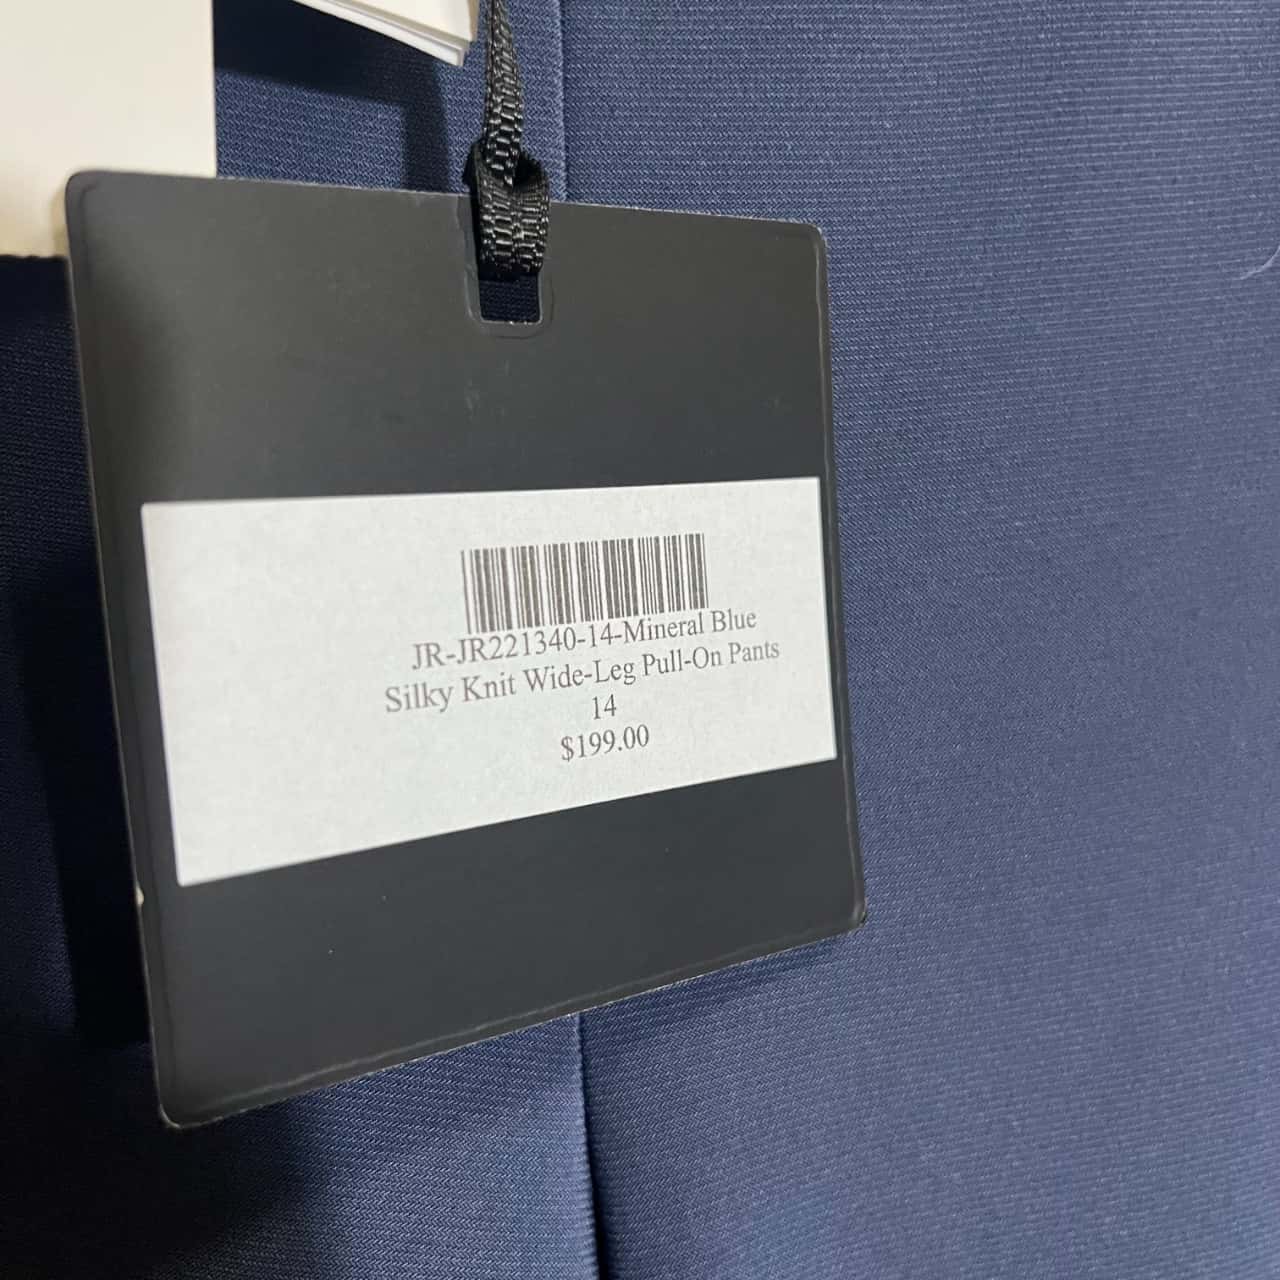 JR-JR221340-14-Mineral Blue
Silky Knit Wide-Leg Pull-On Pants
14
$199.00